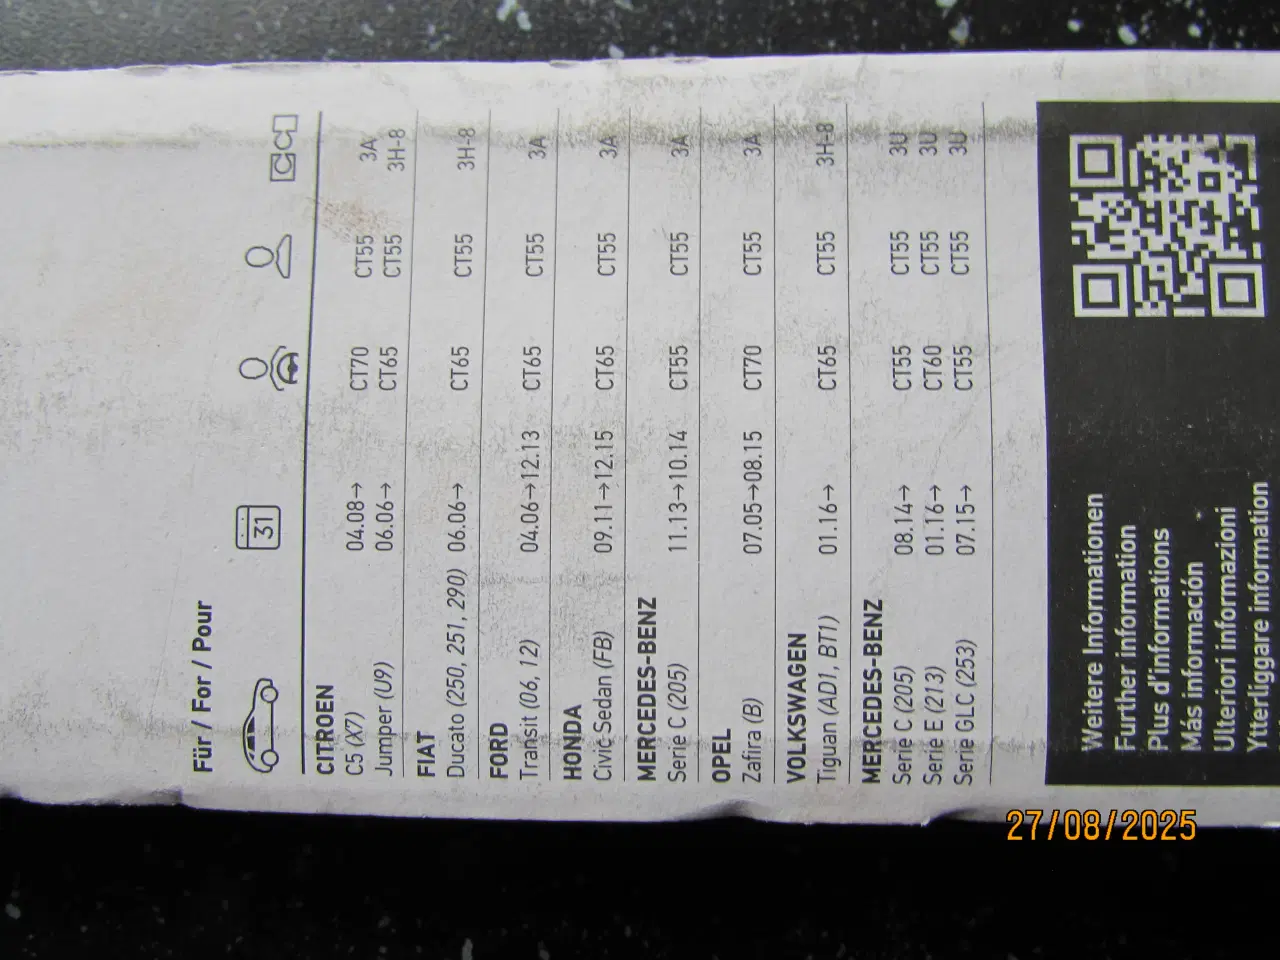 Für / For / Pour
31
CITROEN
C5 (X7) 04.08→ CT70 CT55 3A
Jumper (U9) 06.06→ CT65 CT55 3H-8
FIAT
Ducato (250, 251, 290) 06.06→ CT65 CT55 3H-8
FORD
Transit (06, 12) 04.06→12.13 CT65 CT55 3A
HONDA
Civic Sedan (FB) 09.11→12.15 CT65 CT55 3A
MERCEDES-BENZ
Serie C (205) 11.13→10.14 CT55 CT55 3A
OPEL
Zafira (B) 07.05→08.15 CT70 CT55 3A
VOLKSWAGEN
Tiguan (AD1, BT1) 01.16→ CT65 CT55 3H-8
MERCEDES-BENZ
Serie C (205) 08.14→ CT55 CT55 3U
Serie E (213) 01.16→ CT60 CT55 3U
Serie GLC (253) 07.15→ CT55 CT55 3U
Weitere Informationen
Further information
Plus d'informations
Más información
Ulteriori informazioni
Ytterliggare information
27/08/2025